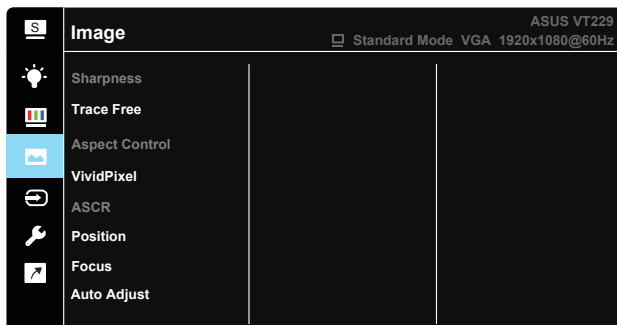 S
Image
ASUS VT229
Standard Mode VGA 1920x1080@60Hz
Sharpness
Trace Free
Aspect Control
VividPixel
ASCR
Position
Focus
Auto Adjust